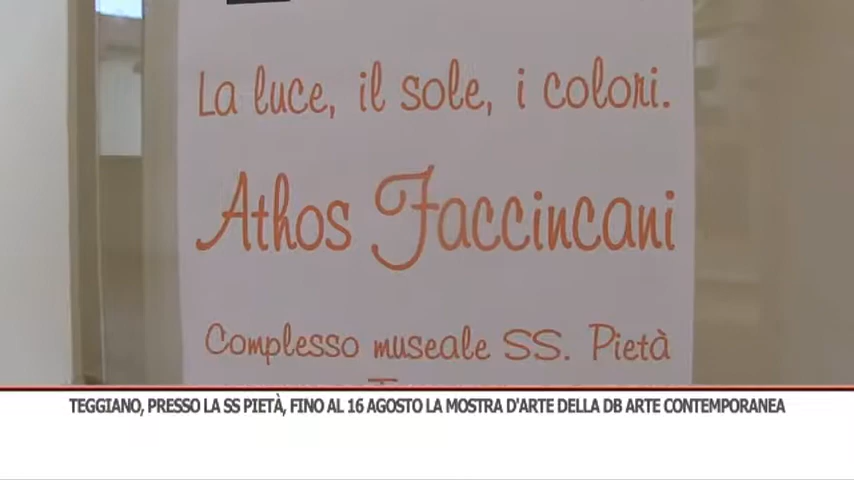 La luce, il sole, i colori.
Athos Faccincani
Complesso museale SS. Pietà
TEGGIANO, PRESSO LA SS PIETÀ, FINO AL 16 AGOSTO LA MOSTRA D'ARTE DELLA DB ARTE CONTEMPORANEA